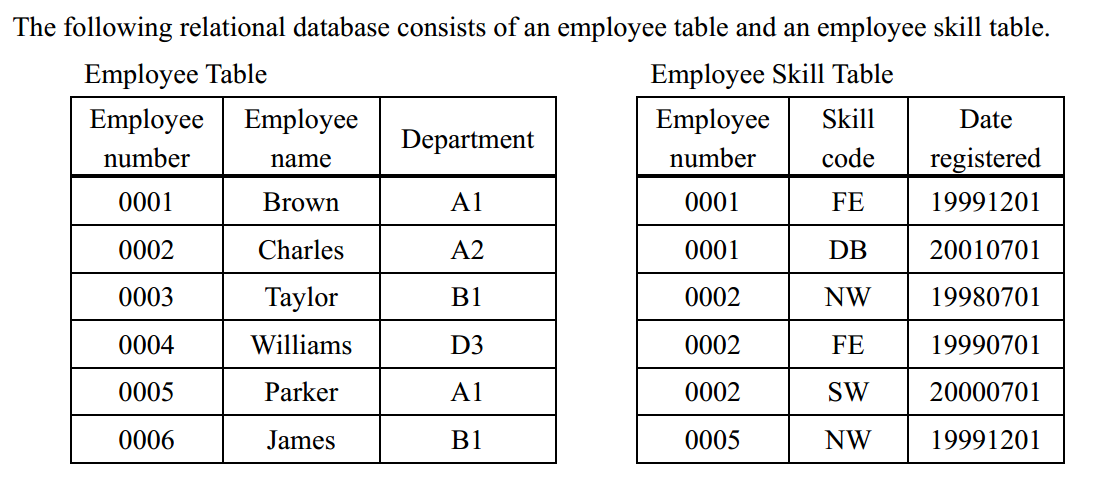 The following relational database consists of an employee table and an employee skill table.
Employee Table
Employee number Employee name Department
0001 Brown A1
0002 Charles A2
0003 Taylor B1
0004 Williams D3
0005 Parker A1
0006 James B1
Employee Skill Table
Employee number Skill code Date registered
0001 FE 19991201
0001 DB 20010701
0002 NW 19980701
0002 FE 19990701
0002 SW 20000701
0005 NW 19991201